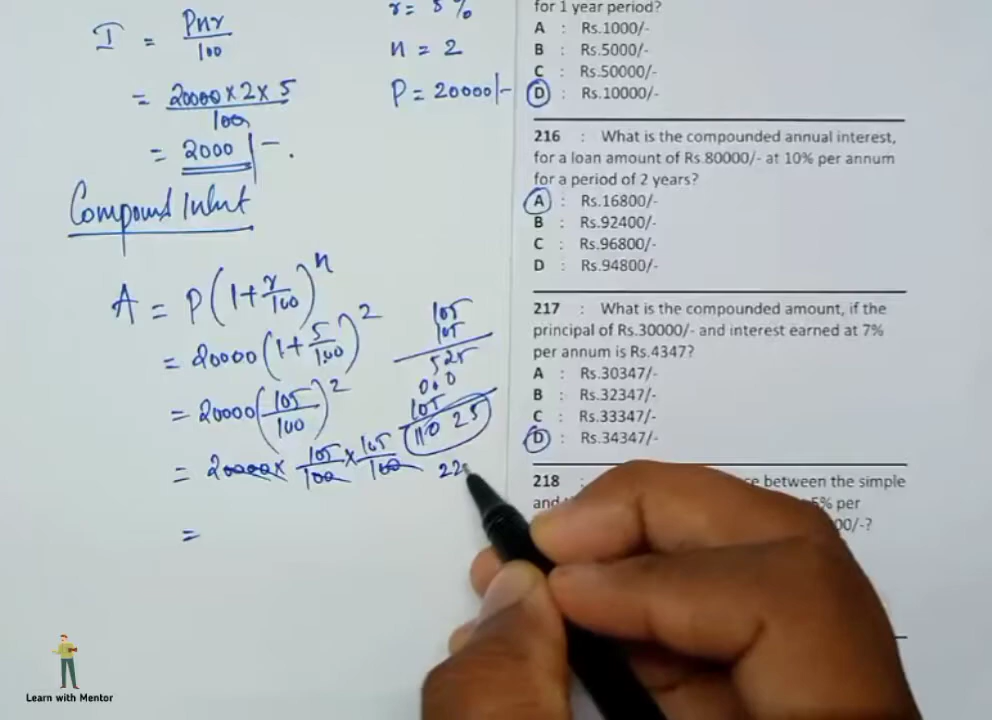 I = Pnr/100
r = 5%
n = 2
= 20000 × 2 × 5 / 100
P = 20000/-
= 2000/-.
Compound
A = P(1+r/100)^n
= 20000(1+5/100)^2
= 20000(105/100)^2
= 20000 × 105/100 × 105/100
=
105
105
525
000
105
11025
22
for 1 year period?
A : Rs.1000/-
B : Rs.5000/-
C : Rs.50000/-
D : Rs.10000/-
216 : What is the compounded annual interest,
for a loan amount of Rs.80000/- at 10% per annum
for a period of 2 years?
A : Rs.16800/-
B : Rs.92400/-
C : Rs.96800/-
D : Rs.94800/-
217 : What is the compounded amount, if the
principal of Rs.30000/- and interest earned at 7%
per annum is Rs.4347?
A : Rs.30347/-
B : Rs.32347/-
C : Rs.33347/-
D : Rs.34347/-
218 : between the simple
5% per
00/-?
Learn with Mentor